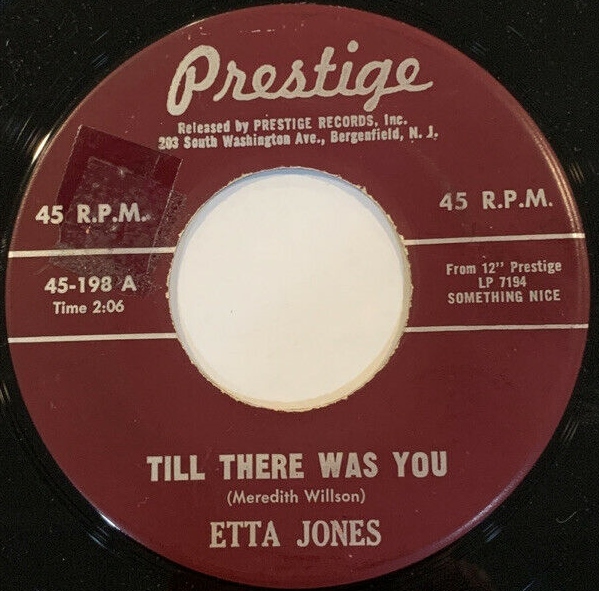 Prestige
Released by PRESTIGE RECORDS, Inc.
203 South Washington Ave., Bergenfield, N. J.
45 R.P.M.
45 R.P.M.
45-198 A
Time 2:06
From 12" Prestige
LP 7194
SOMETHING NICE
TILL THERE WAS YOU
(Meredith Willson)
ETTA JONES